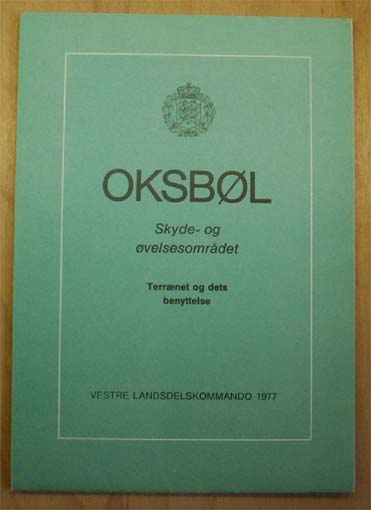 OKSBØL
Skyde- og
øvelsesområdet
Terrænet og dets
benyttelse
VESTRE LANDSDELSKOMMANDO 1977